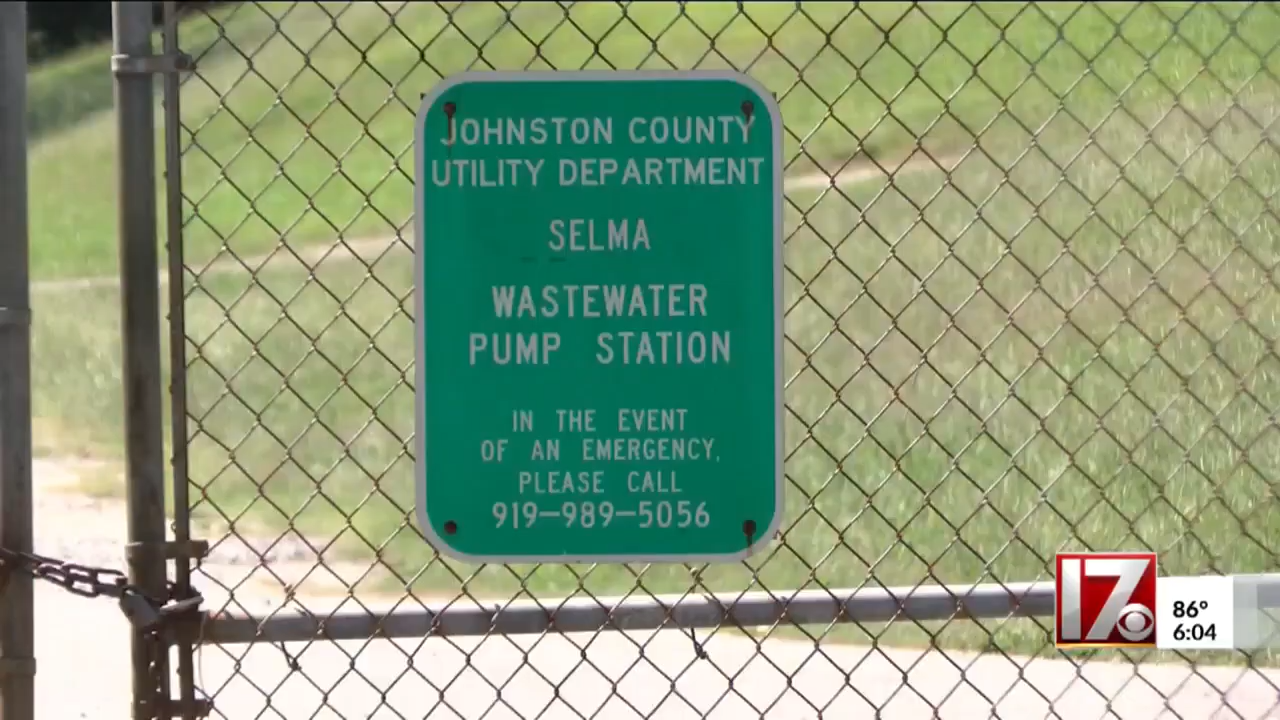 JOHNSTON COUNTY
UTILITY DEPARTMENT
SELMA
WASTEWATER
PUMP STATION
IN THE EVENT
OF AN EMERGENCY,
PLEASE CALL
919-989-5056
17
86°
6:04